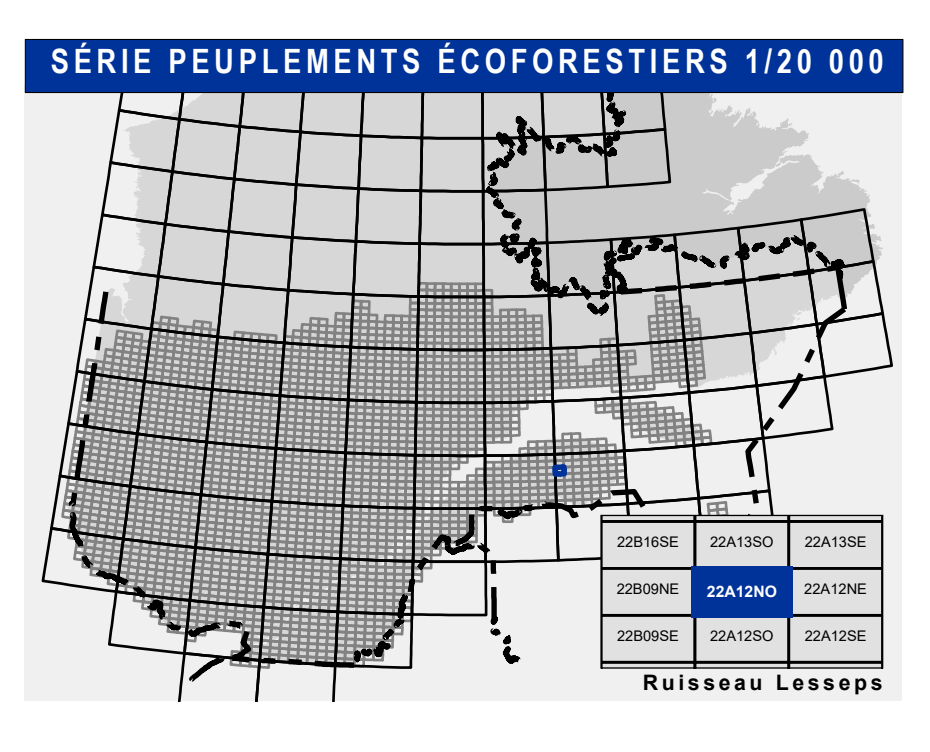 SÉRIE PEUPLEMENTS ÉCOFORESTIERS 1/20 000
22B16SE 22A13SO 22A13SE
22B09NE 22A12NO 22A12NE
22B09SE 22A12SO 22A12SE
Ruisseau Lesseps